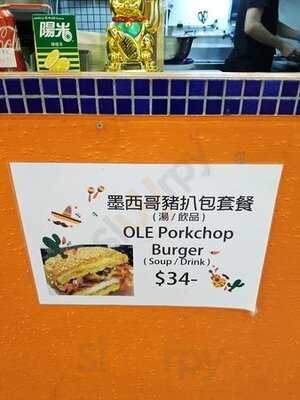 陽光
墨西哥豬扒包套餐
(湯/飲品)
OLE Porkchop
Burger
(Soup/Drink)
$34-